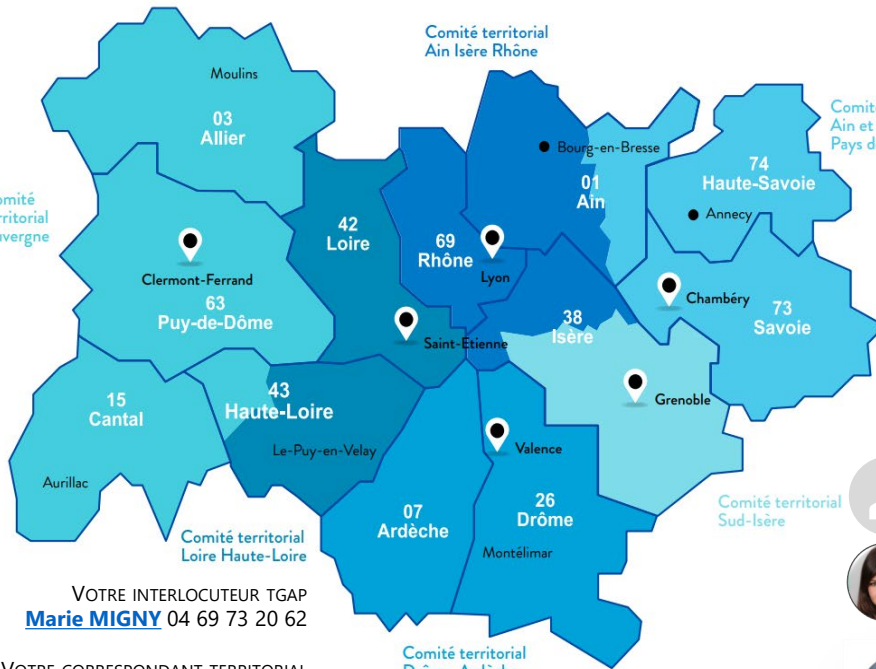 Comité territorial
Ain Isère Rhône
Moulins
03
Allier
Bourg-en-Bresse
Ain et
01
Ain
74
Haute-Savoie
Annecy
42
Loire
69
Rhône
Lyon
Clermont-Ferrand
63
Puy-de-Dôme
Chambéry
73
Savoie
38
Isère
Saint-Etienne
Grenoble
15
Cantal
43
Haute-Loire
Le-Puy-en-Velay
Valence
Aurillac
07
Ardèche
26
Drôme
Montélimar
Comité territorial
Sud-Isère
Comité territorial
Loire Haute-Loire
VOTRE INTERLOCUTEUR TGAP
Marie MIGNY 04 69 73 20 62
VOTRE CORRESPONDANT TERRITORIAL
Comité territorial